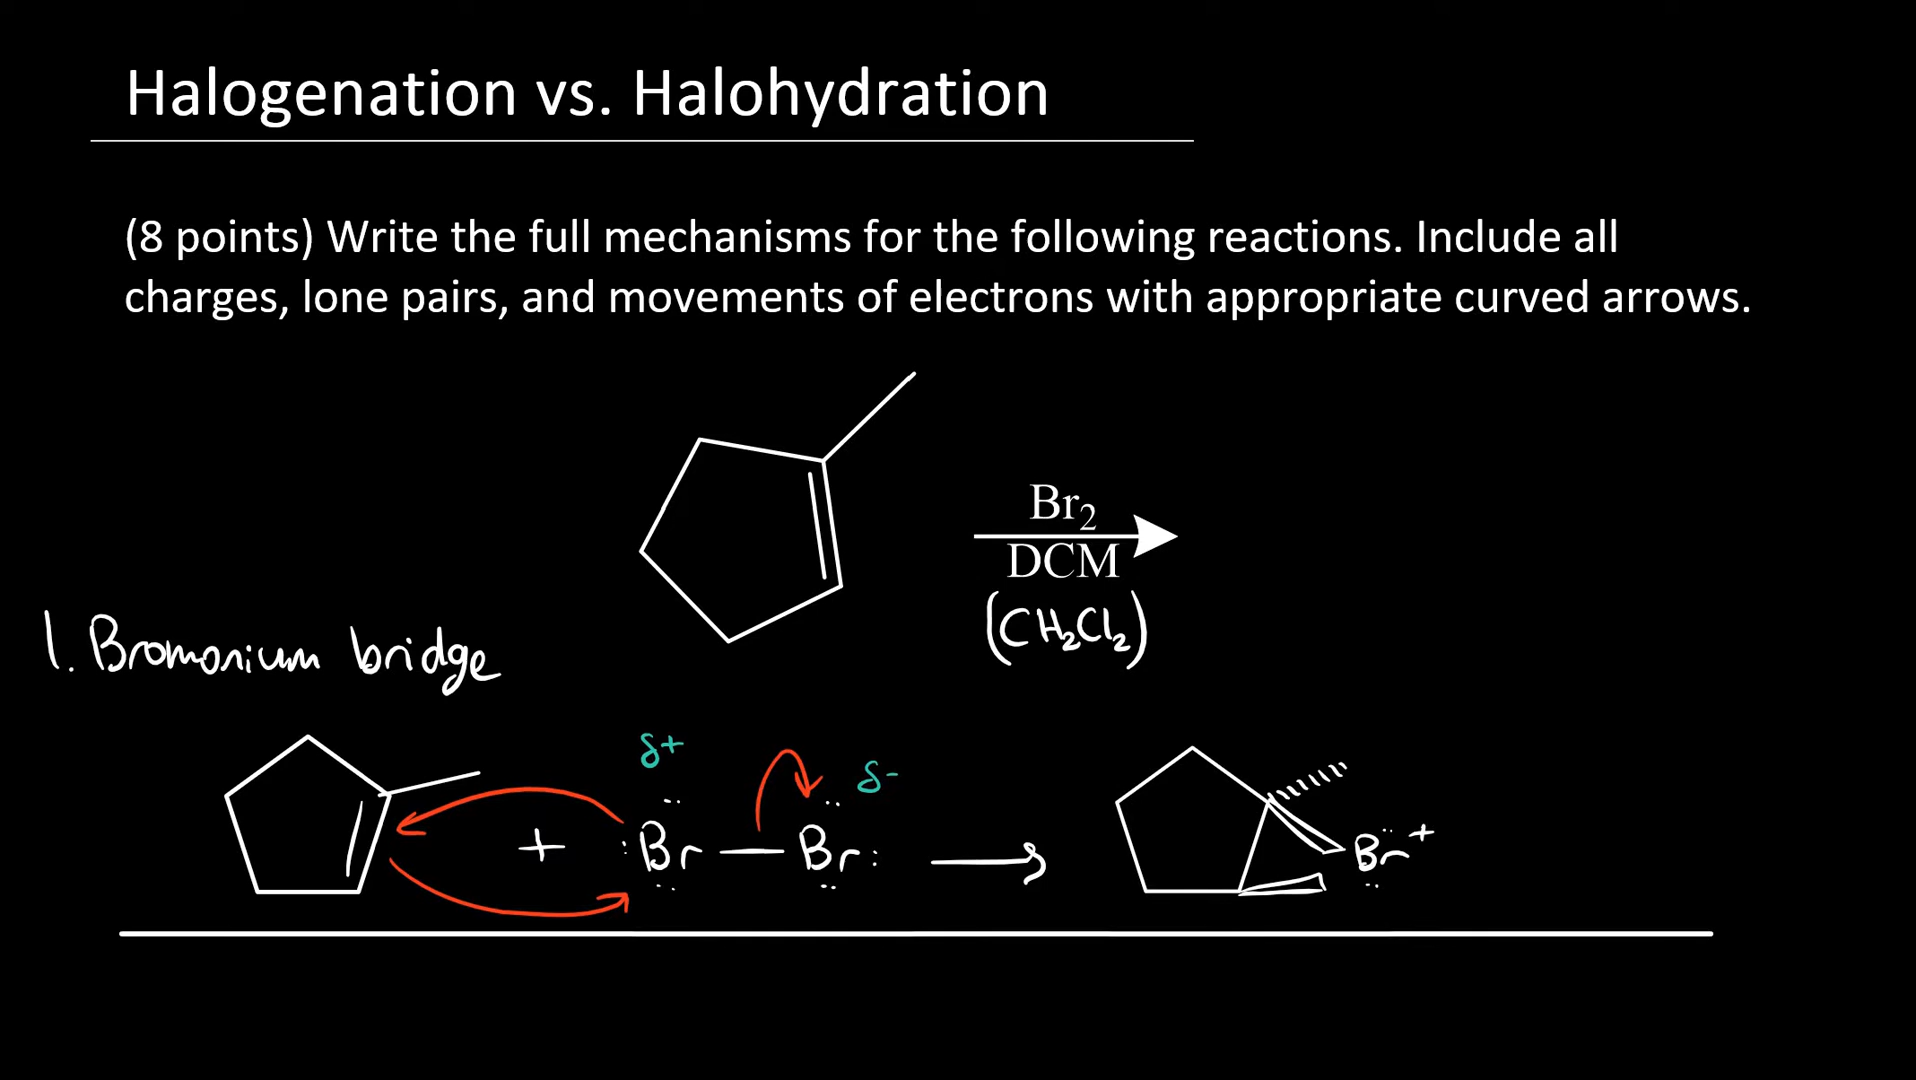 Halogenation vs. Halohydration
(8 points) Write the full mechanisms for the following reactions. Include all
charges, lone pairs, and movements of electrons with appropriate curved arrows.
Br₂
DCM
(CH₂Cl₂)
1. Bromonium bridge
δ+
δ-
+ :Br — Br:
Br+